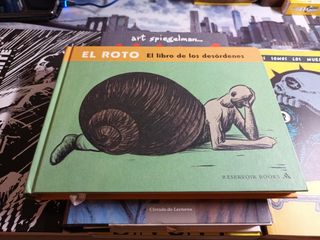 art spiegelman...
EL ROTO El libro de los desórdenes
RESERVOIR BOOKS
Círculo de Lectores